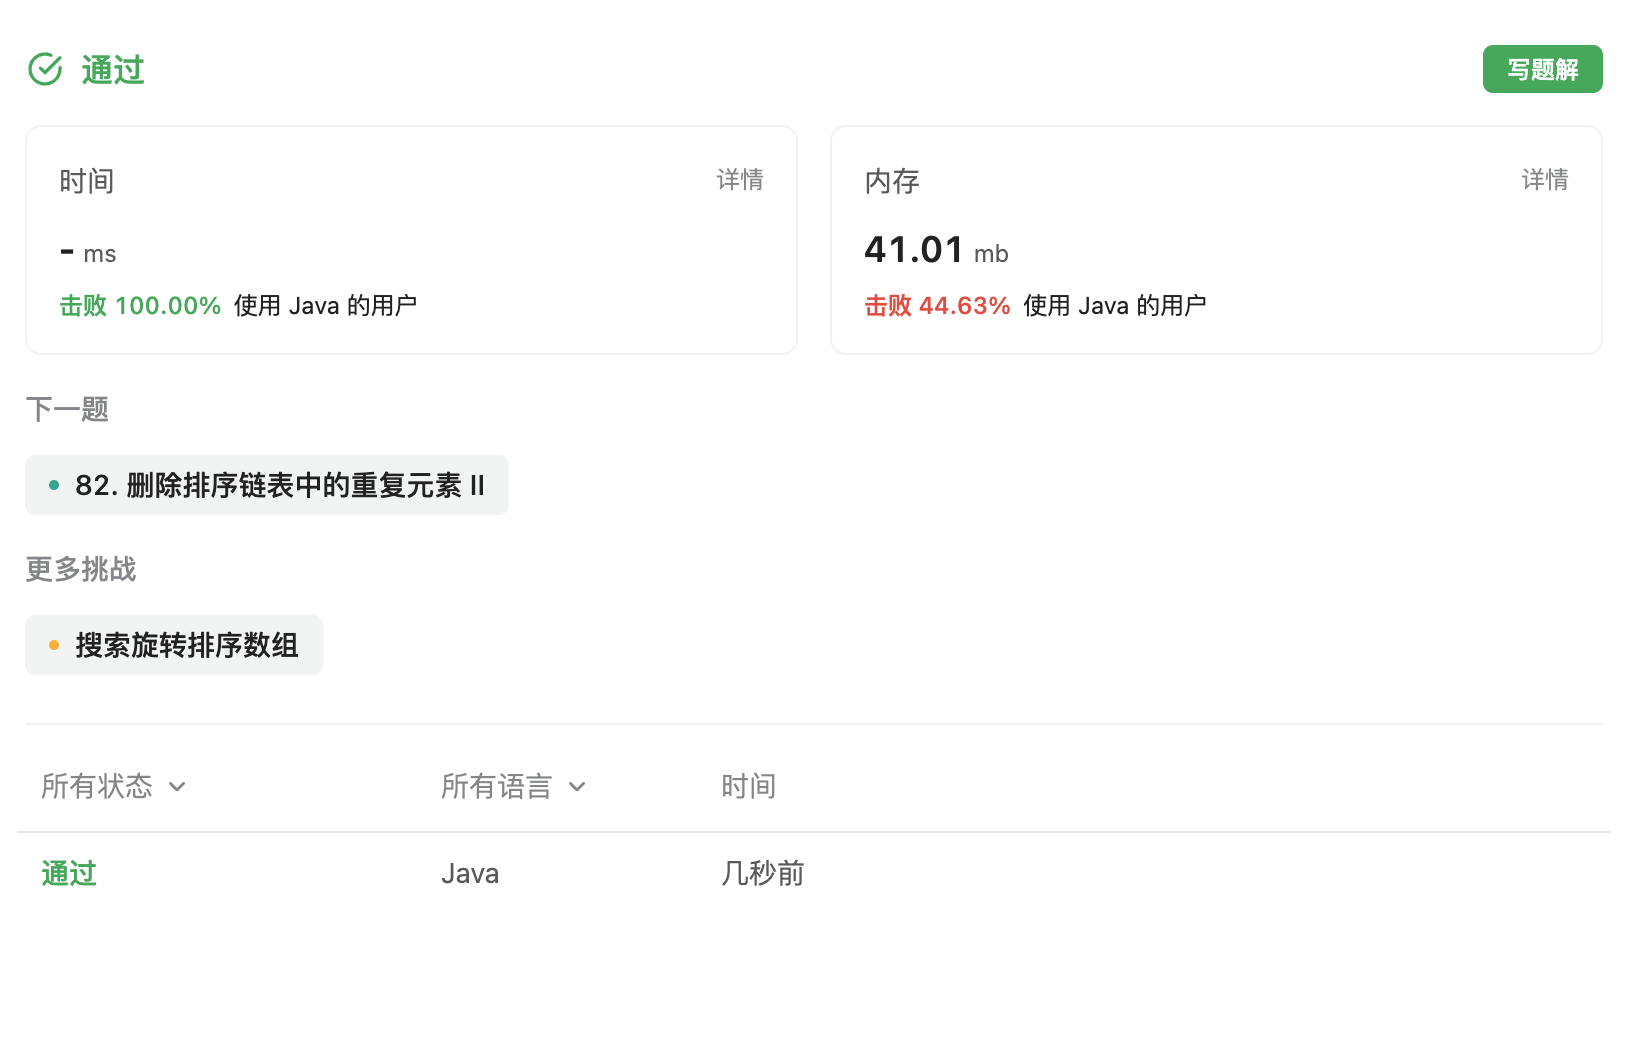 通过
写题解
时间
详情
- ms
击败 100.00% 使用 Java 的用户
内存
详情
41.01 mb
击败 44.63% 使用 Java 的用户
下一题
82. 删除排序链表中的重复元素 II
更多挑战
搜索旋转排序数组
所有状态 所有语言 时间
通过 Java 几秒前